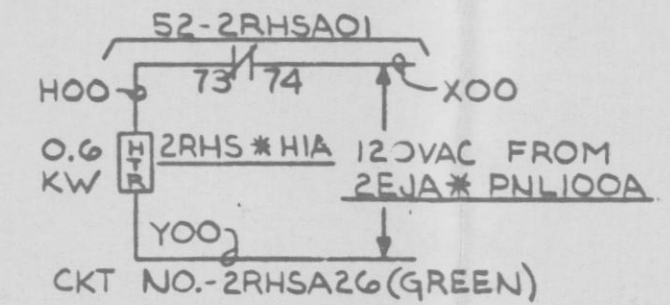 52-2RHSA01
73 74
H00 X00
0.6 KW HTR 2RHS*H1A 120VAC FROM
2EJA* PNL100A
Y00
CKT NO.-2RHSA26(GREEN)